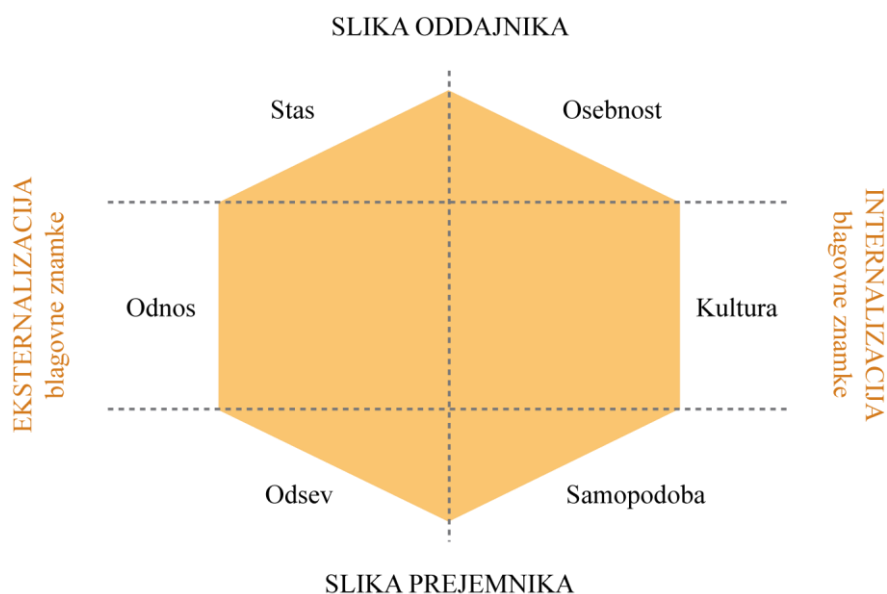 SLIKA ODDAJNIKA
Stas
Osebnost
EKSTERNALIZACIJA
blagovne znamke
INTERNALIZACIJA
blagovne znamke
Odnos
Kultura
Odsev
Samopodoba
SLIKA PREJEMNIKA